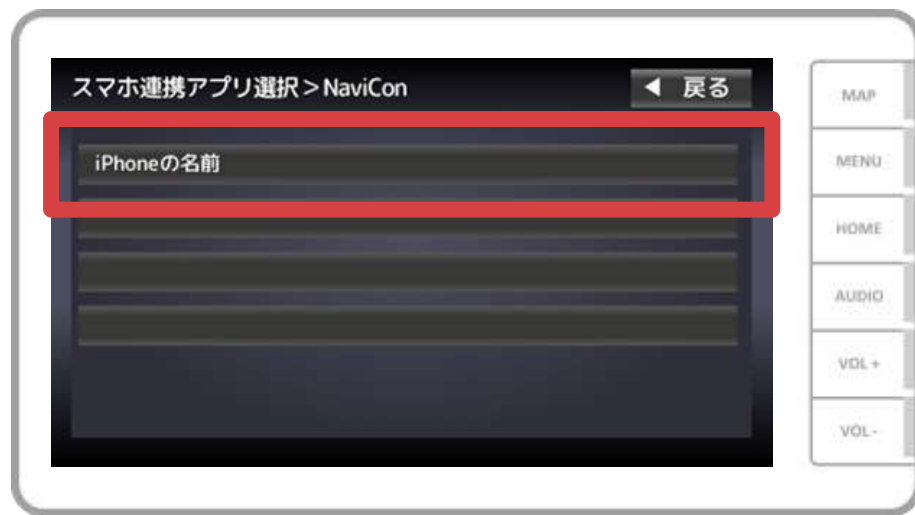 スマホ連携アプリ選択＞NaviCon
◀ 戻る
iPhoneの名前
MAP
MENU
HOME
AUDIO
VOL +
VOL -